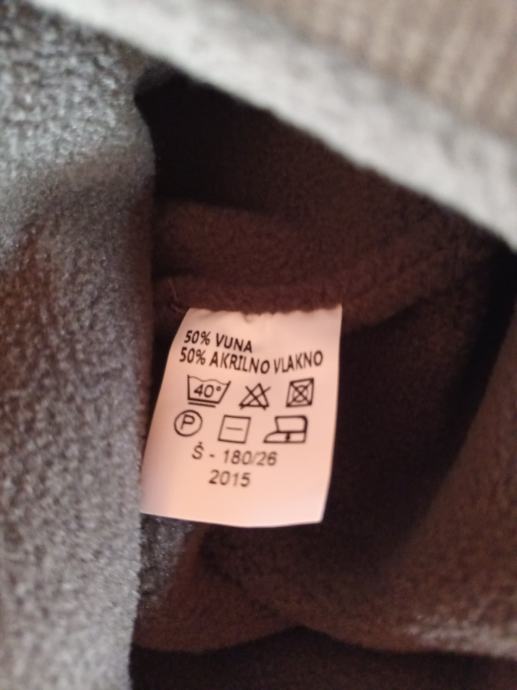 50% VUNA
50% AKRILNO VLAKNO
40°
P
Š - 180/26
2015